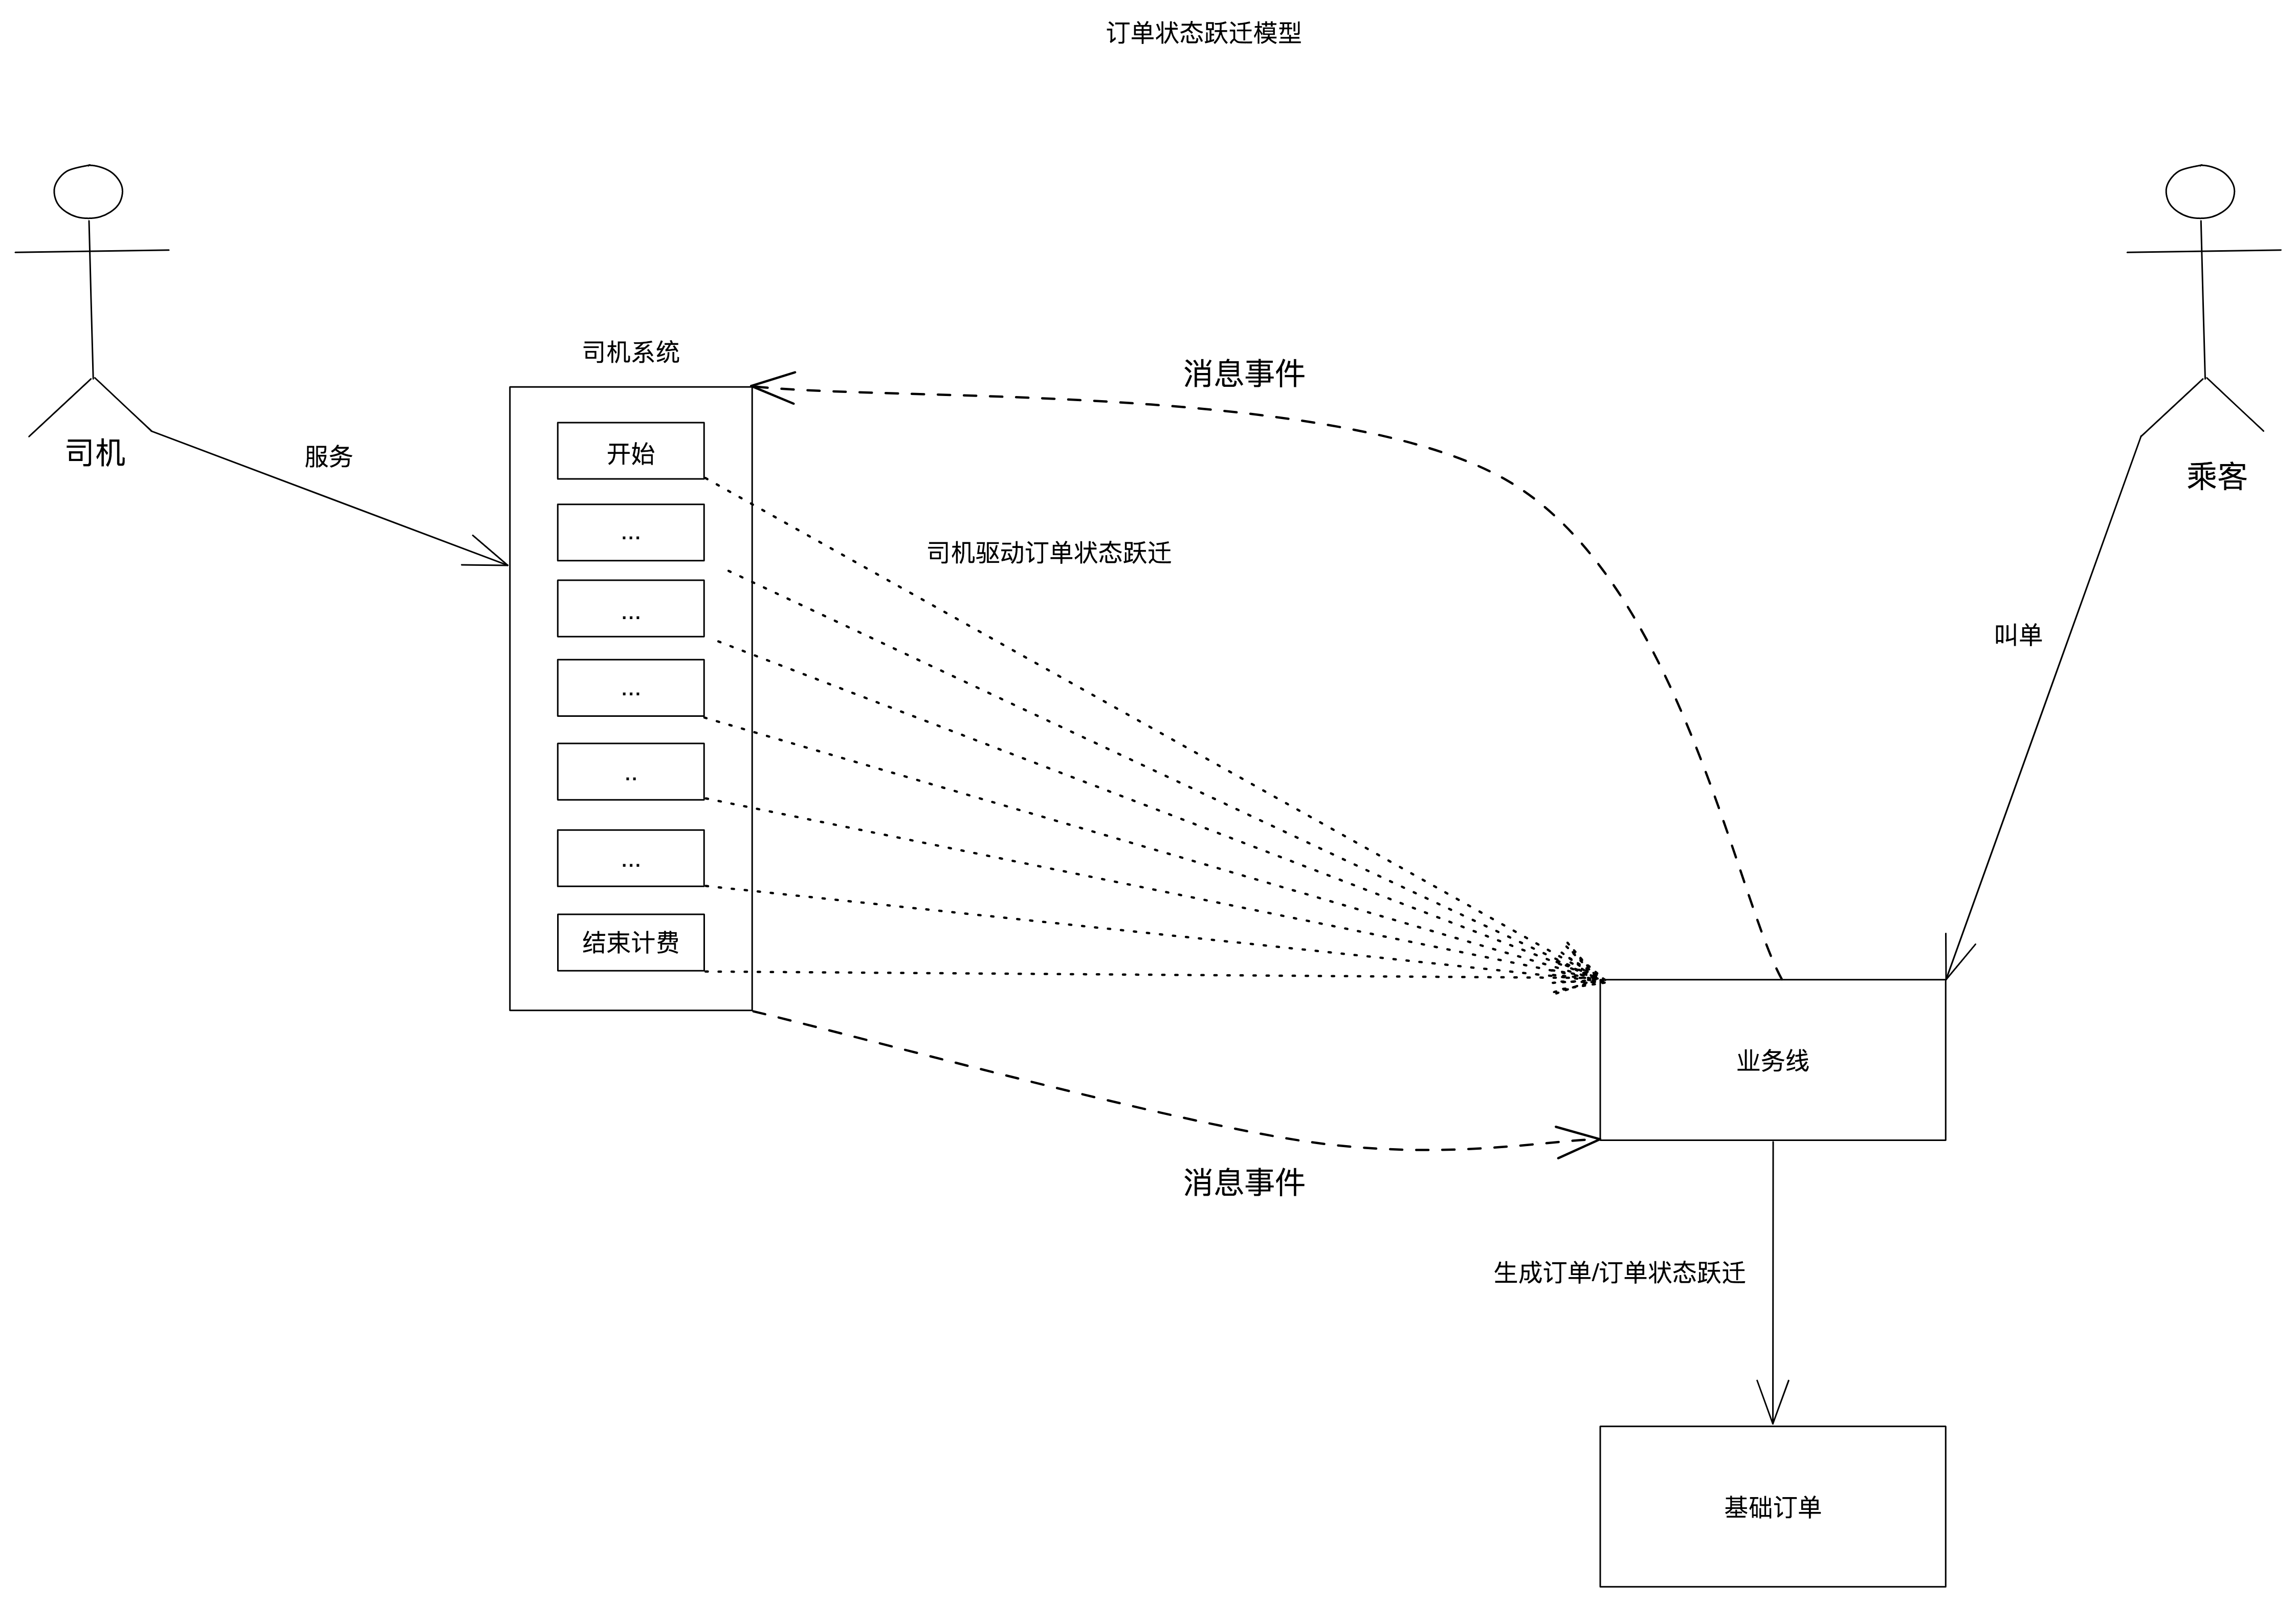 订单状态跃迁模型
司机系统
消息事件
服务
司机
乘客
开始
司机驱动订单状态跃迁
...
...
叫单
...
..
...
结束计费
业务线
消息事件
生成订单/订单状态跃迁
基础订单